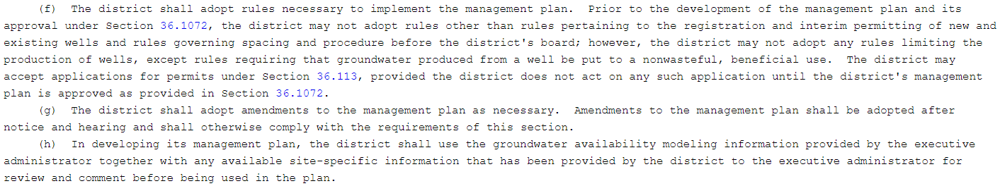 (f)  The district shall adopt rules necessary to implement the management plan.  Prior to the development of the management plan and its
approval under Section 36.1072, the district may not adopt rules other than rules pertaining to the registration and interim permitting of new and
existing wells and rules governing spacing and procedure before the district's board; however, the district may not adopt any rules limiting the
production of wells, except rules requiring that groundwater produced from a well be put to a nonwasteful, beneficial use.  The district may
accept applications for permits under Section 36.113, provided the district does not act on any such application until the district's management
plan is approved as provided in Section 36.1072.
(g)  The district shall adopt amendments to the management plan as necessary.  Amendments to the management plan shall be adopted after
notice and hearing and shall otherwise comply with the requirements of this section.
(h)  In developing its management plan, the district shall use the groundwater availability modeling information provided by the executive
administrator together with any available site-specific information that has been provided by the district to the executive administrator for
review and comment before being used in the plan.